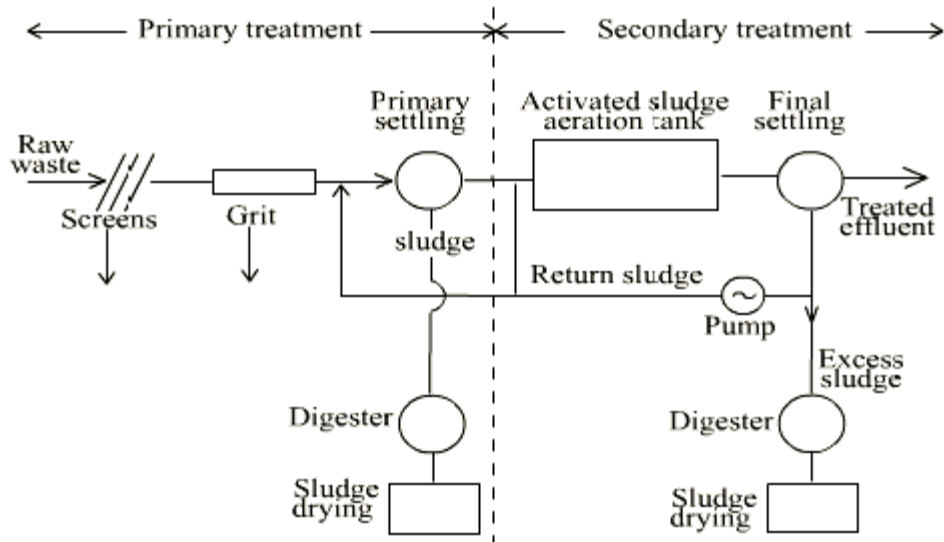 Primary treatment
Secondary treatment
Primary
settling
Activated sludge
aeration tank
Final
settling
Raw
waste
Screens
Grit
sludge
Treated
effluent
Return sludge
Pump
Excess
sludge
Digester
Digester
Sludge
drying
Sludge
drying